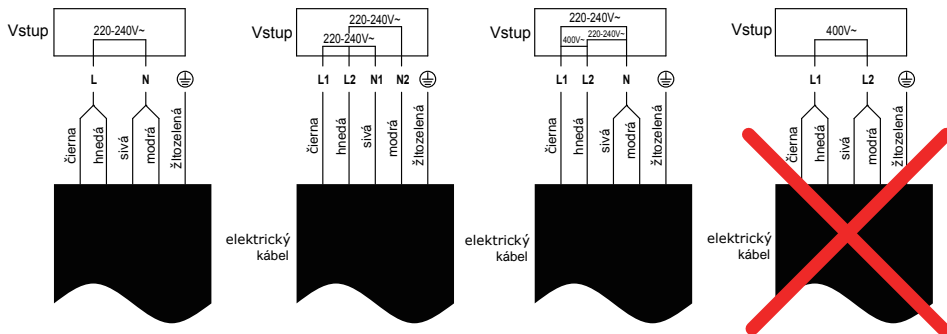 Vstup
220-240V~
L N
čierna
hnedá
sivá
modrá
žltozelená
Vstup
220-240V~
220-240V~
L1 L2 N1 N2
čierna
hnedá
sivá
modrá
žltozelená
elektrický
kábel
Vstup
220-240V~
400V~ 220-240V~
L1 L2 N
čierna
hnedá
sivá
modrá
žltozelená
elektrický
kábel
Vstup
400V~
L1 L2
čierna
hnedá
sivá
modrá
žltozelená
elektrický
kábel